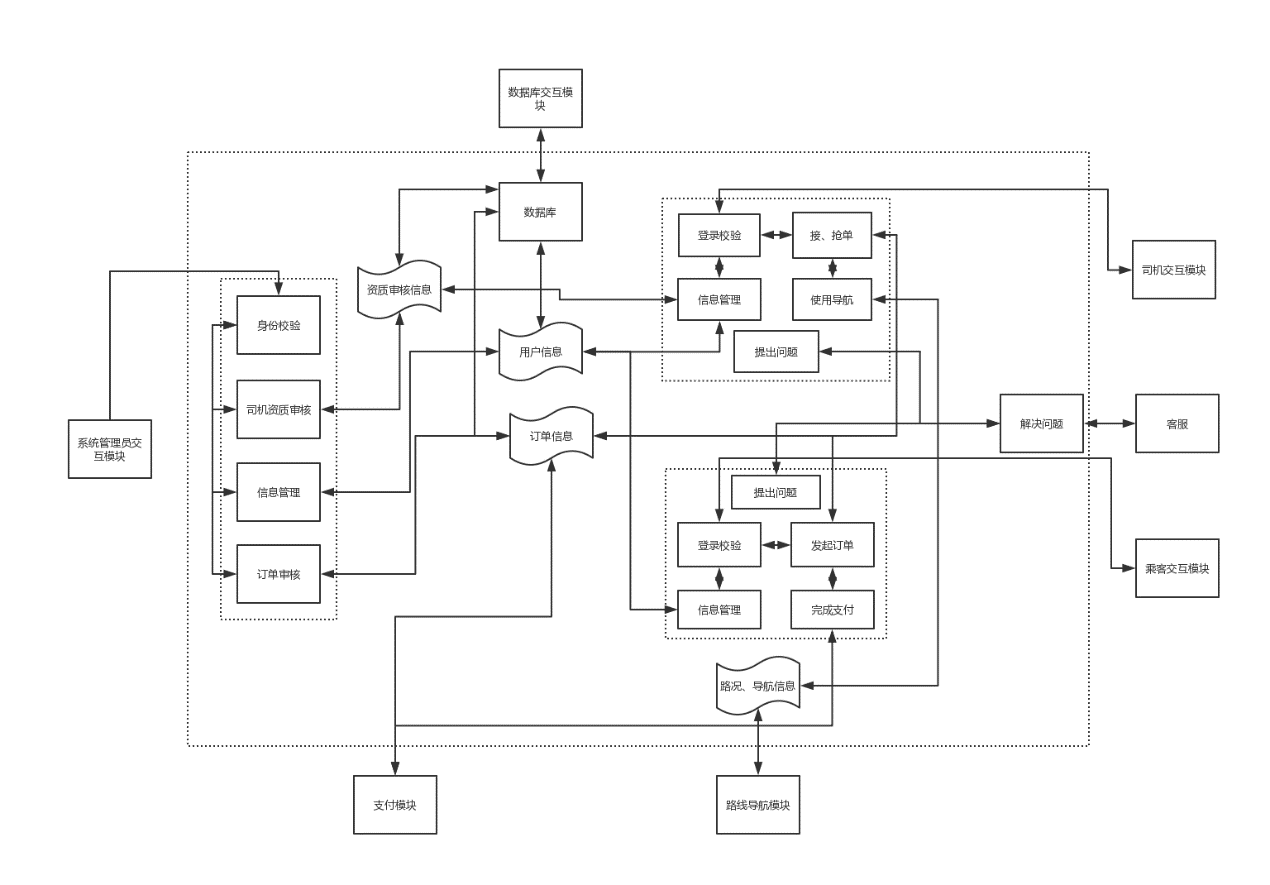 数据库交互模
块
数据库
登录校验
接、抢单
司机交互模块
资质审核信息
信息管理
使用导航
身份校验
用户信息
提出问题
司机资质审核
系统管理员交
互模块
订单信息
解决问题
客服
信息管理
提出问题
登录校验
发起订单
订单审核
乘客交互模块
信息管理
完成支付
路况、导航信息
支付模块
路线导航模块